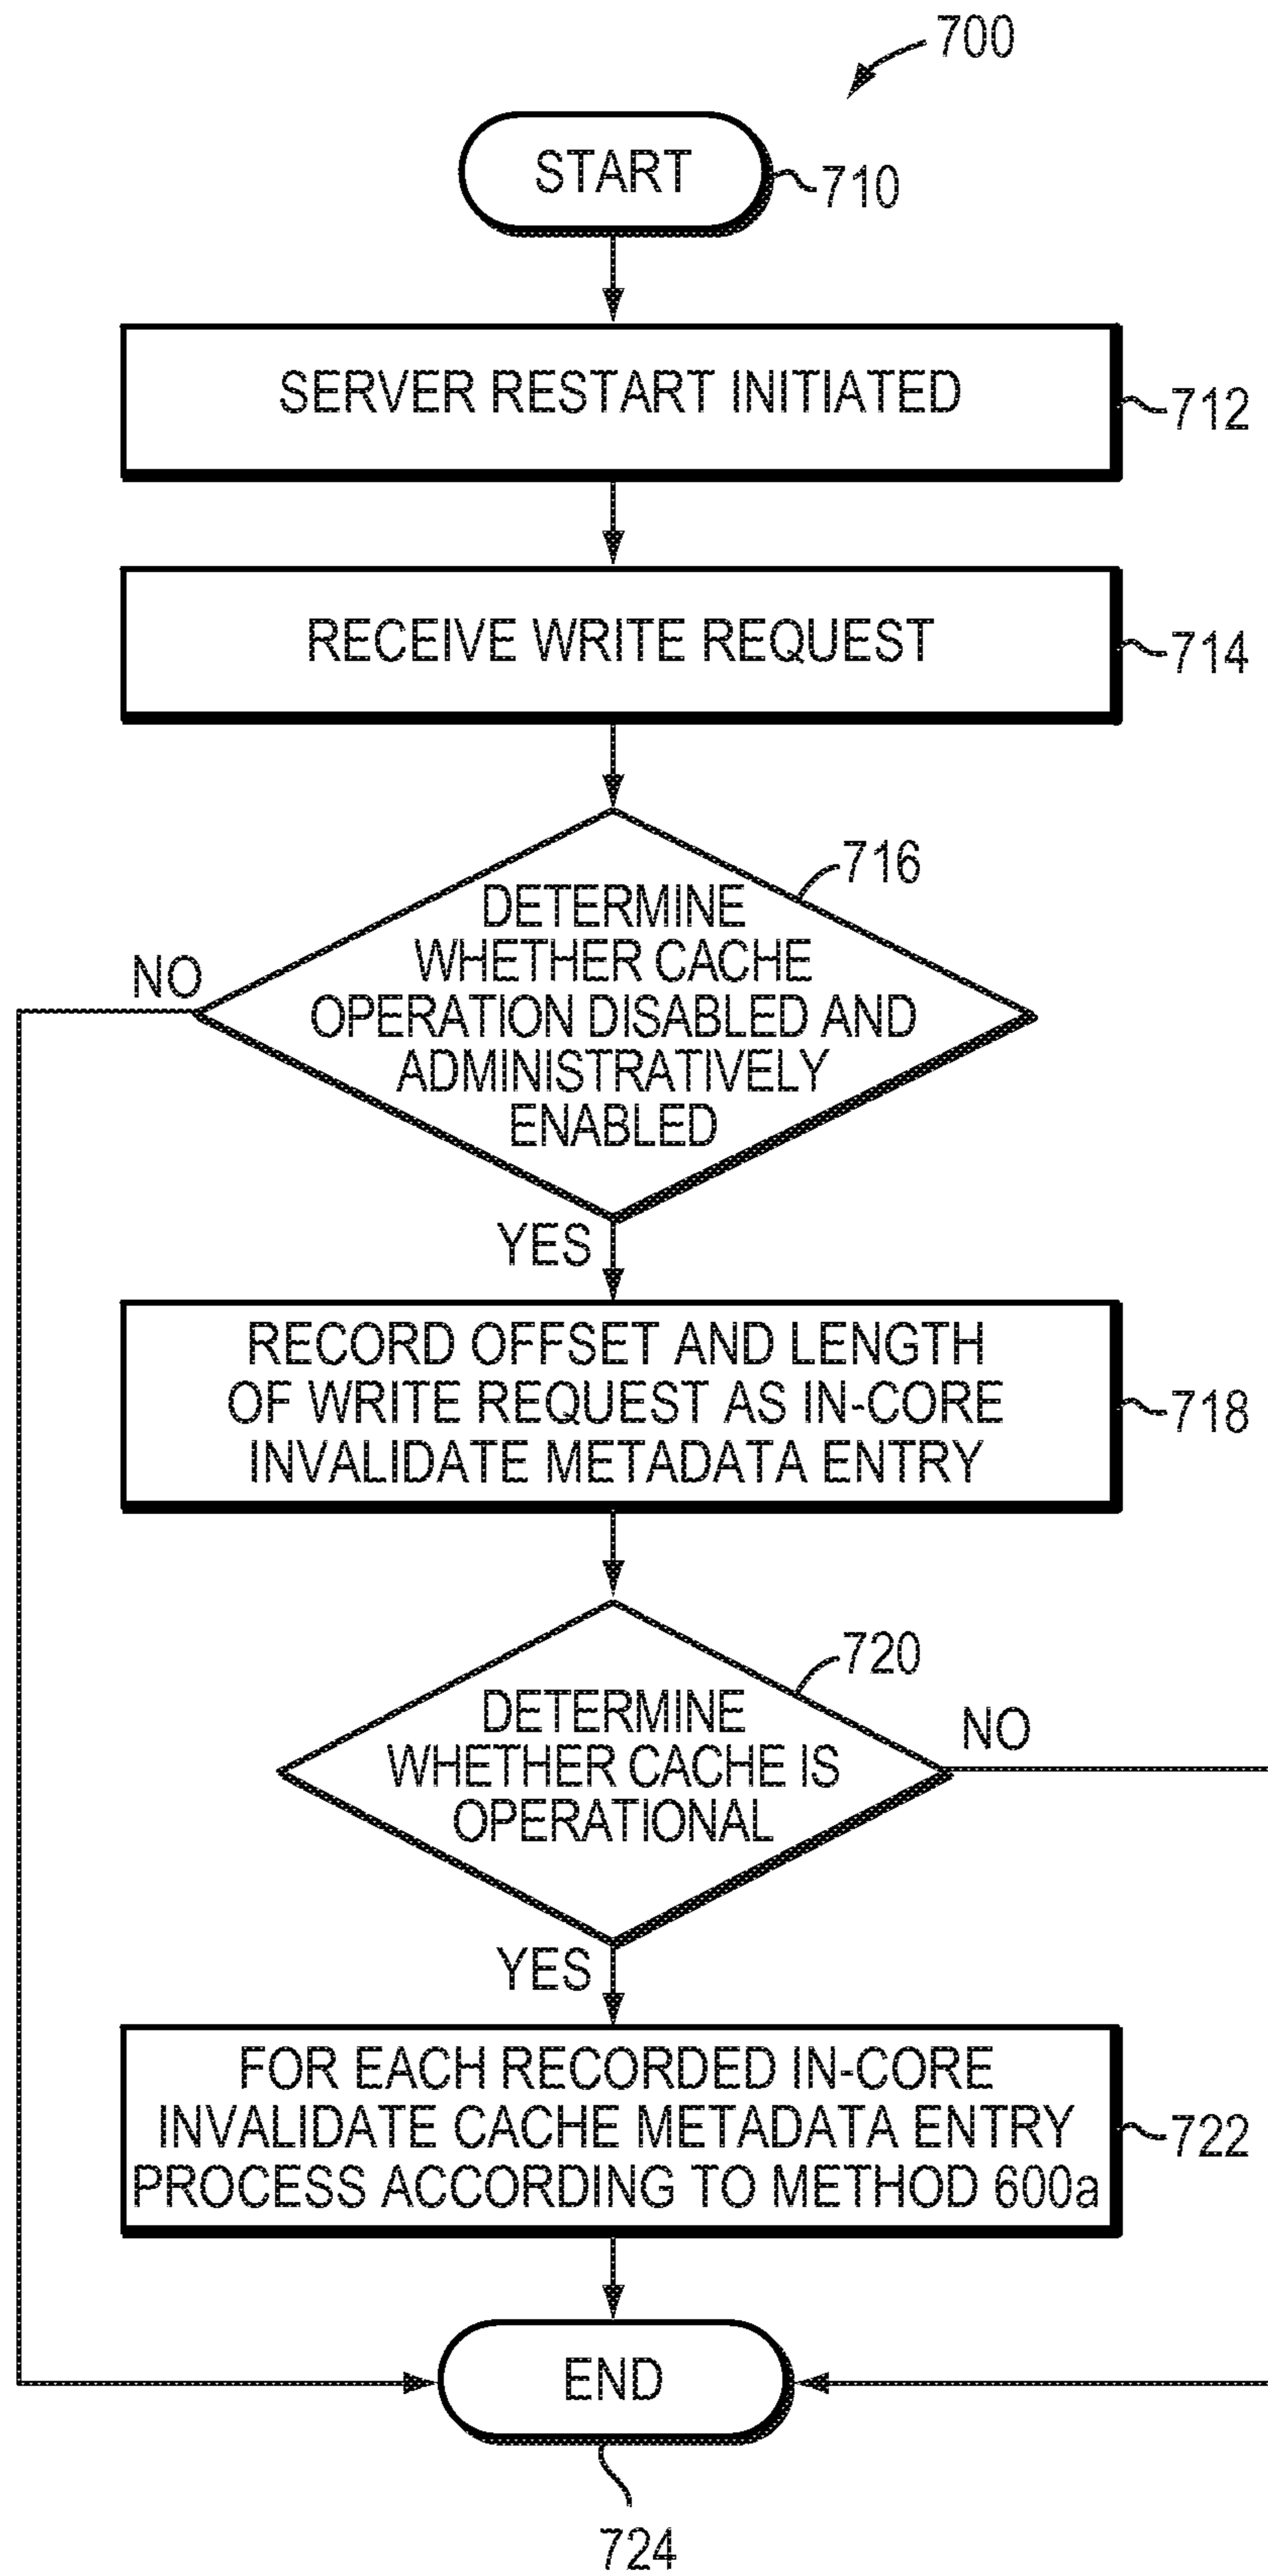 700
START
710
SERVER RESTART INITIATED
712
RECEIVE WRITE REQUEST
714
716
DETERMINE
WHETHER CACHE
OPERATION DISABLED AND
ADMINISTRATIVELY
ENABLED
NO
YES
RECORD OFFSET AND LENGTH
OF WRITE REQUEST AS IN-CORE
INVALIDATE METADATA ENTRY
718
720
DETERMINE
WHETHER CACHE IS
OPERATIONAL
NO
YES
FOR EACH RECORDED IN-CORE
INVALIDATE CACHE METADATA ENTRY
PROCESS ACCORDING TO METHOD 600a
722
END
724